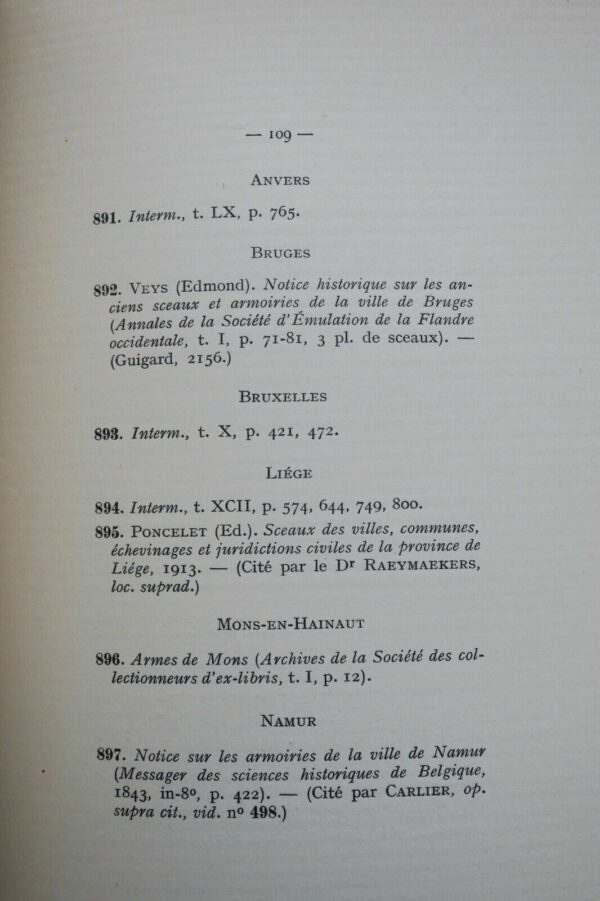 — 109 —
ANVERS
891. Interm., t. LX, p. 765.
BRUGES
892. VEYS (Edmond). Notice historique sur les an-
ciens sceaux et armoiries de la ville de Bruges
(Annales de la Société d'Émulation de la Flandre
occidentale, t. I, p. 71-81, 3 pl. de sceaux). —
(Guigard, 2156.)
BRUXELLES
893. Interm., t. X, p. 421, 472.
LIÉGE
894. Interm., t. XCII, p. 574, 644, 749, 800.
895. PONCELET (Ed.). Sceaux des villes, communes,
échevinages et juridictions civiles de la province de
Liége, 1913. — (Cité par le Dr RAEYMAEKERS,
loc. suprad.)
MONS-EN-HAINAUT
896. Armes de Mons (Archives de la Société des col-
lectionneurs d'ex-libris, t. I, p. 12).
NAMUR
897. Notice sur les armoiries de la ville de Namur
(Messager des sciences historiques de Belgique,
1843, in-8o, p. 422). — (Cité par CARLIER, op.
supra cit., vid. no 498.)